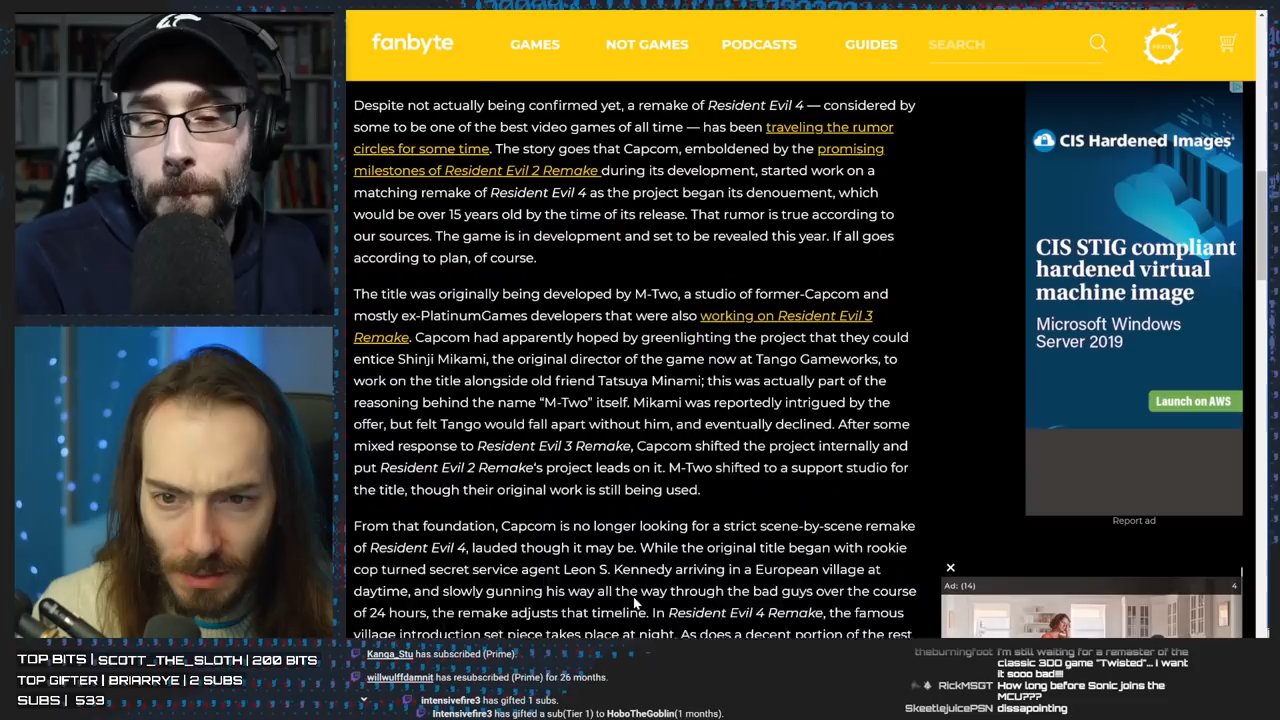 fanbyte
GAMES
NOT GAMES
PODCASTS
GUIDES
SEARCH
Despite not actually being confirmed yet, a remake of Resident Evil 4 — considered by
some to be one of the best video games of all time — has been traveling the rumor
circles for some time. The story goes that Capcom, emboldened by the promising
milestones of Resident Evil 2 Remake during its development, started work on a
matching remake of Resident Evil 4 as the project began its denouement, which
would be over 15 years old by the time of its release. That rumor is true according to
our sources. The game is in development and set to be revealed this year. If all goes
according to plan, of course.
The title was originally being developed by M-Two, a studio of former-Capcom and
mostly ex-PlatinumGames developers that were also working on Resident Evil 3
Remake. Capcom had apparently hoped by greenlighting the project that they could
entice Shinji Mikami, the original director of the game now at Tango Gameworks, to
work on the title alongside old friend Tatsuya Minami; this was actually part of the
reasoning behind the name “M-Two” itself. Mikami was reportedly intrigued by the
offer, but felt Tango would fall apart without him, and eventually declined. After some
mixed response to Resident Evil 3 Remake, Capcom shifted the project internally and
put Resident Evil 2 Remake‘s project leads on it. M-Two shifted to a support studio for
the title, though their original work is still being used.
From that foundation, Capcom is no longer looking for a strict scene-by-scene remake
of Resident Evil 4, lauded though it may be. While the original title began with rookie
cop turned secret service agent Leon S. Kennedy arriving in a European village at
daytime, and slowly gunning his way all the way through the bad guys over the course
of 24 hours, the remake adjusts that timeline. In Resident Evil 4 Remake, the famous
village introduction set piece takes place at night. As does a decent portion of the rest
CIS Hardened Images®
CIS STIG compliant
hardened virtual
machine image
Microsoft Windows
Server 2019
Launch on AWS
Report ad
Ad: (14)
4
TOP BITS | SCOTT_THE_SLOTH | 200 BITS
TOP GIFTER | BRIARRYE | 2 SUBS
SUBS | 533
Kanga_Stu has subscribed (Prime).
willwulffdamnit has resubscribed (Prime) for 26 months.
intensivefire3 has gifted 1 subs.
Intensivefire3 has gifted a sub(Tier 1) to HoboTheGoblin(1 months).
theburningfoot I'm still waiting for a remaster of the
classic 3DO game "Twisted"... I want
it sooo bad!!!!
RickMSGT How long before Sonic joins the
MCU???
SkeetlejuicePSN dissapointing